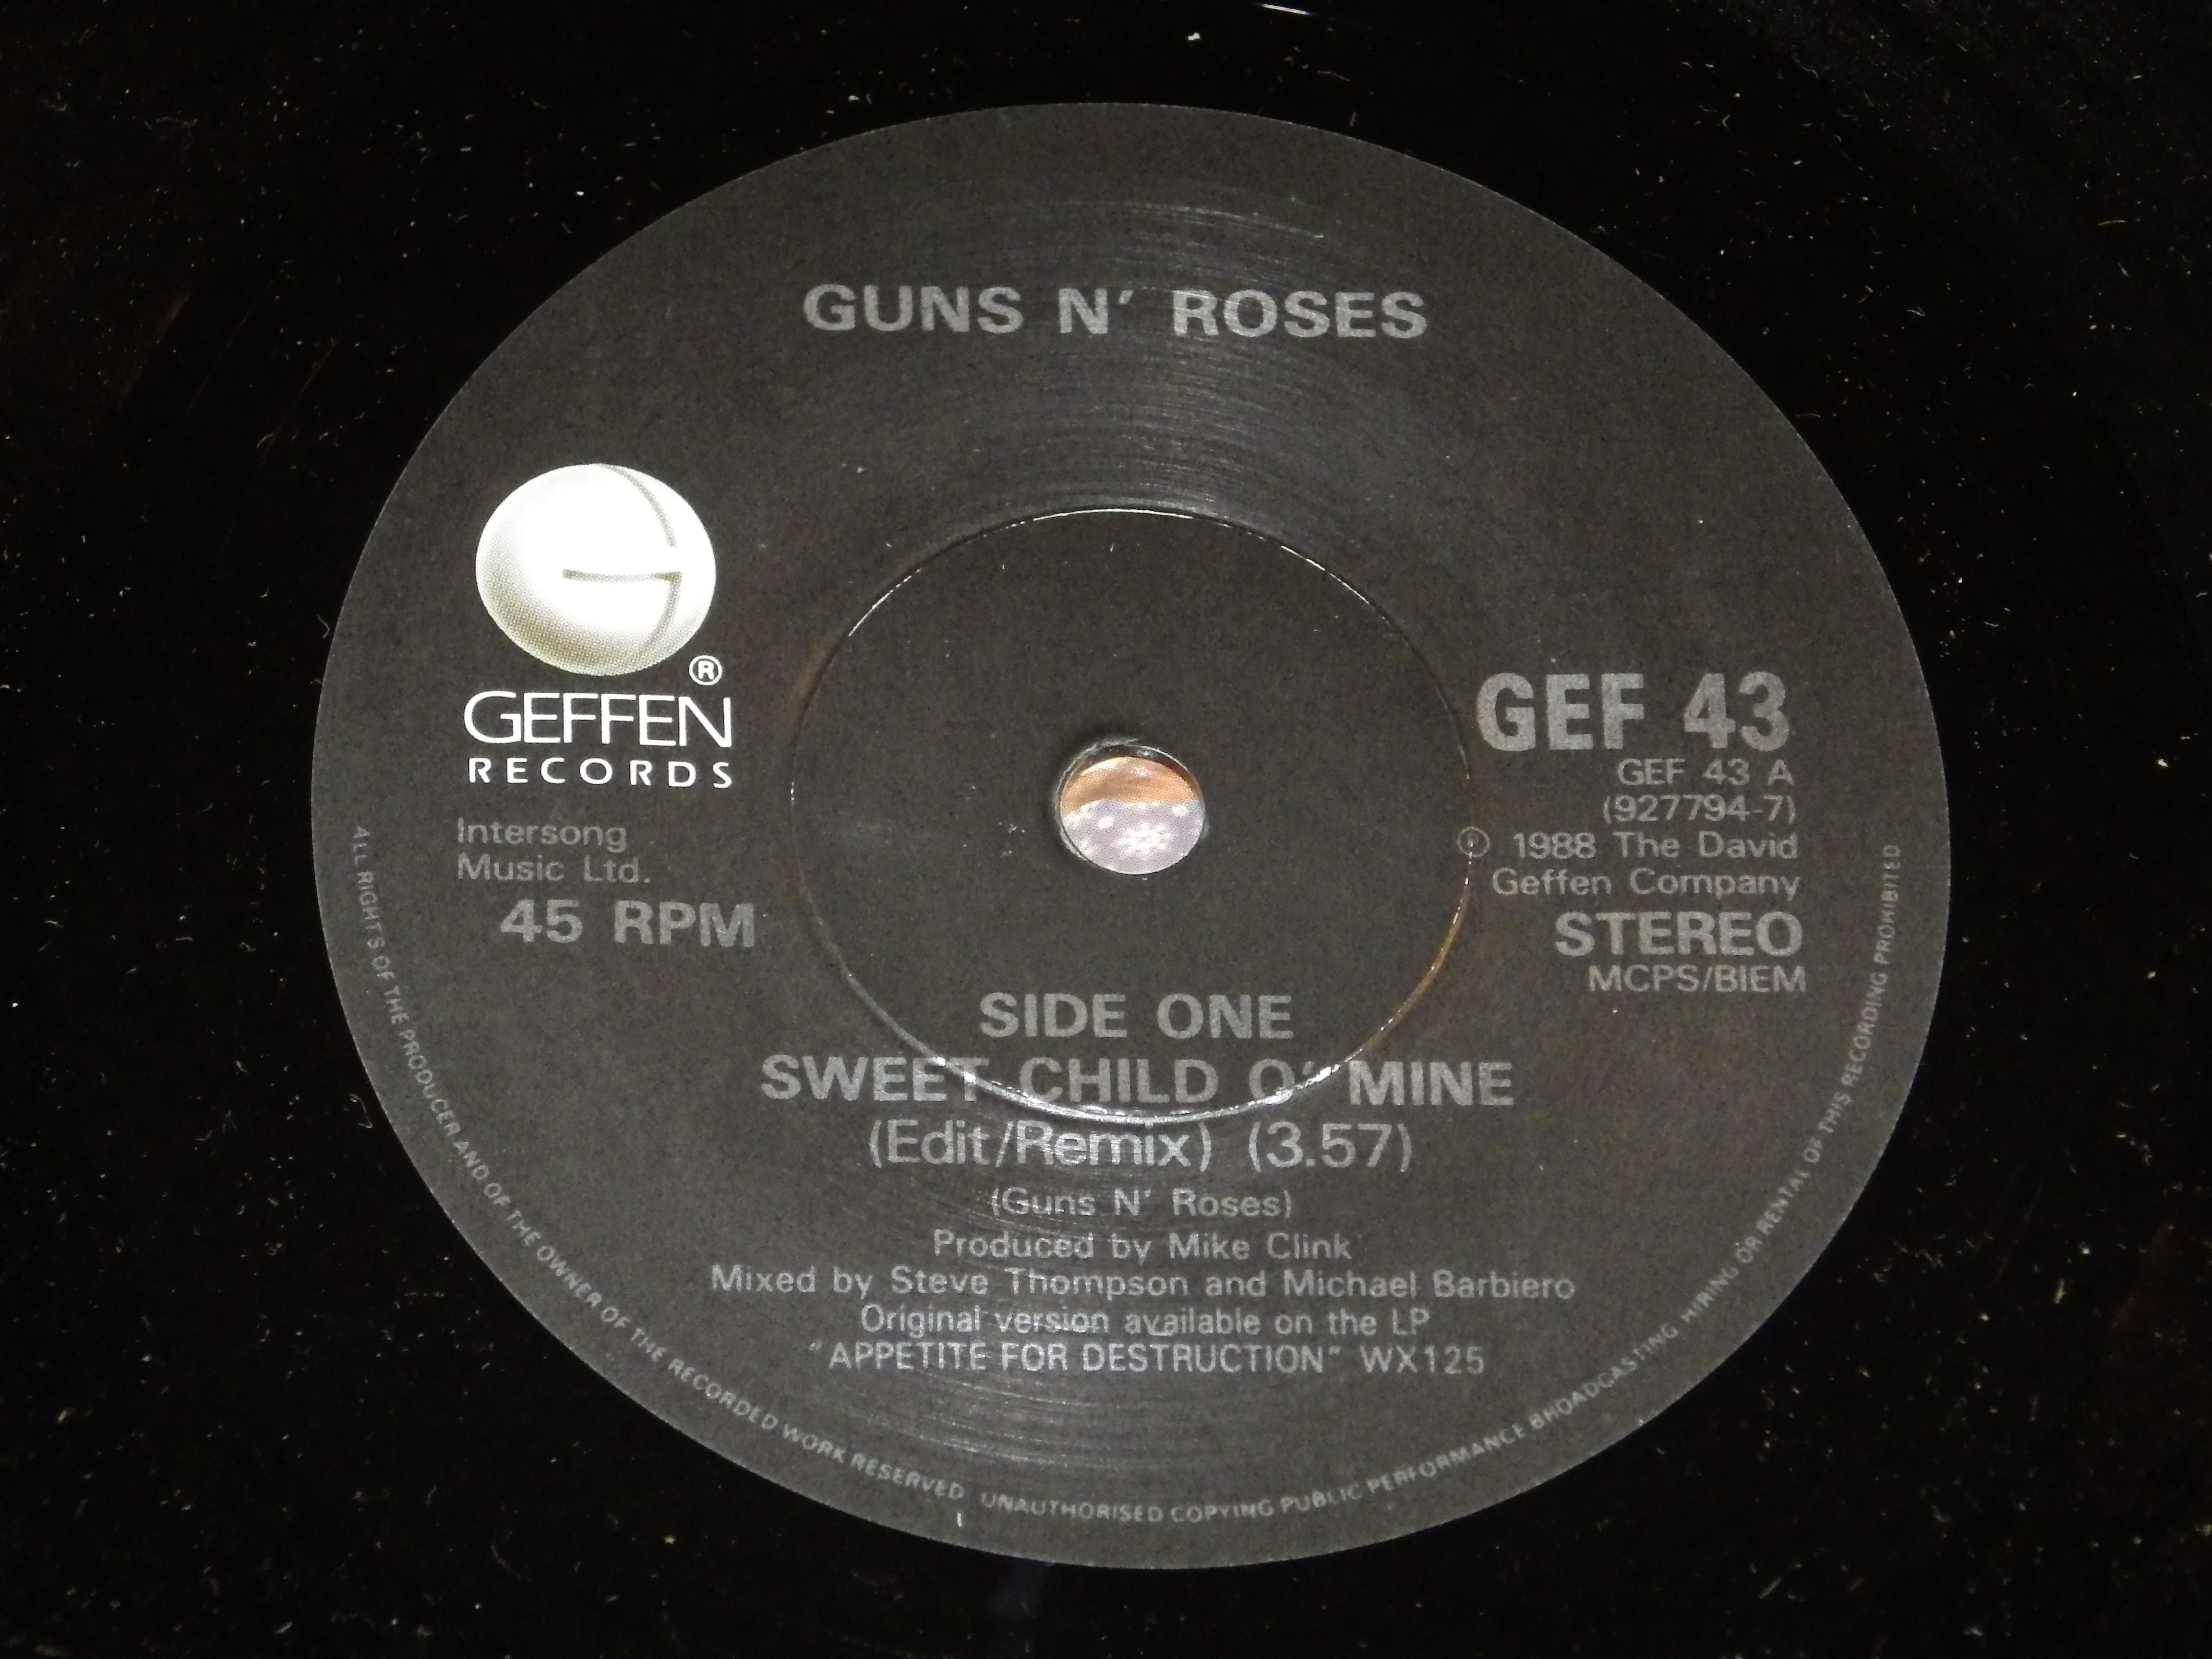 GUNS N' ROSES
®
GEFFEN
RECORDS
Intersong
Music Ltd.
45 RPM
GEF 43
GEF 43 A
(927794-7)
Ⓟ 1988 The David
Geffen Company
STEREO
MCPS/BIEM
SIDE ONE
SWEET CHILD O' MINE
(Edit/Remix) (3.57)
(Guns N' Roses)
Produced by Mike Clink
Mixed by Steve Thompson and Michael Barbiero
Original version available on the LP
"APPETITE FOR DESTRUCTION" WX125
ALL RIGHTS OF THE PRODUCER AND OF THE OWNER OF THE RECORDED WORK RESERVED UNAUTHORISED COPYING PUBLIC PERFORMANCE BROADCASTING HIRING OR RENTAL OF THIS RECORDING PROHIBITED